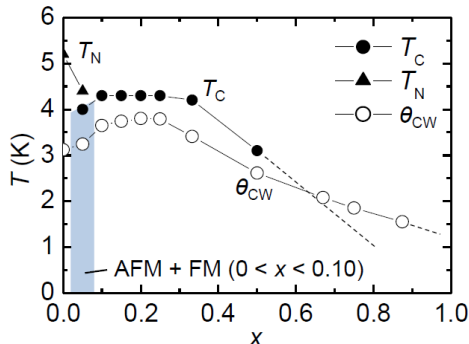 6
5
4
3
2
1
0
T (K)
T_N
T_C
θ_CW
T_C
T_N
θ_CW
AFM + FM (0 < x < 0.10)
0.0 0.2 0.4 0.6 0.8 1.0
x